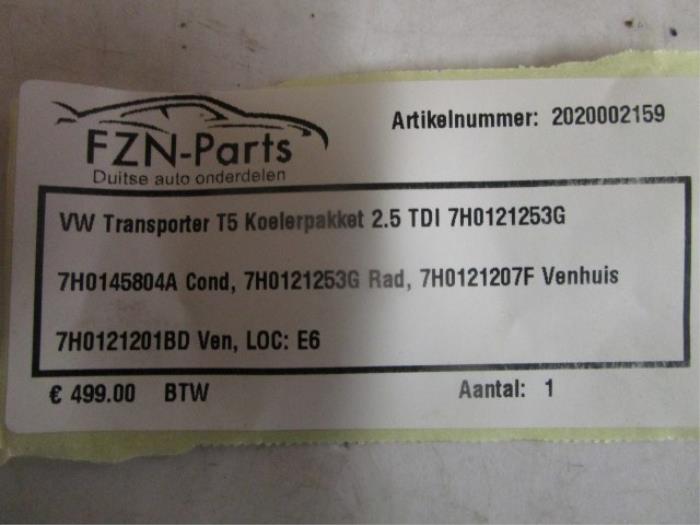 FZN-Parts
Duitse auto onderdelen
Artikelnummer: 2020002159
VW Transporter T5 Koelerpakket 2.5 TDI 7H0121253G
7H0145804A Cond, 7H0121253G Rad, 7H0121207F Venhuis
7H0121201BD Ven, LOC: E6
€ 499.00 BTW Aantal: 1